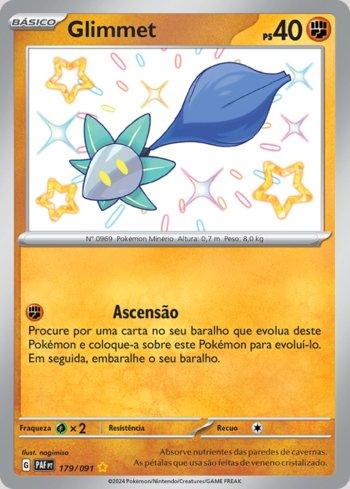 BÁSICO
Glimmet
PS40
Nº 0969 Pokémon Minério Altura: 0,7 m Peso: 8,0 kg
Ascensão
Procure por uma carta no seu baralho que evolua deste
Pokémon e coloque-a sobre este Pokémon para evoluí-lo.
Em seguida, embaralhe o seu baralho.
Fraqueza ×2 Resistência Recuo
Ilust. nagimiso
G PAF PT 179/091
Absorve nutrientes das paredes de cavernas.
As pétalas que usa são feitas de veneno cristalizado.
©2024 Pokémon/Nintendo/Creatures/GAME FREAK